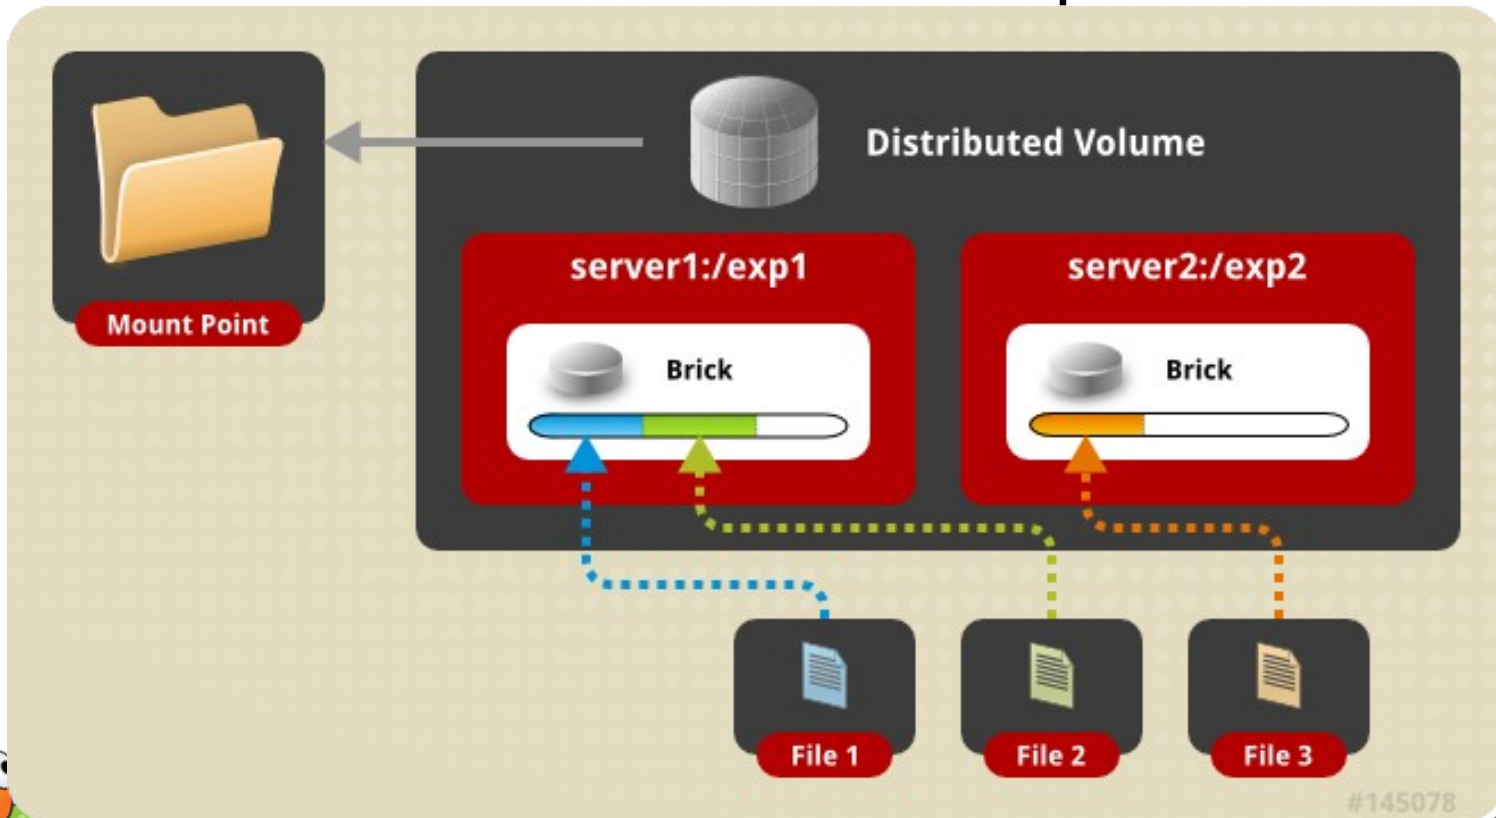 Distributed Volume
server1:/exp1
server2:/exp2
Mount Point
Brick
Brick
File 1
File 2
File 3
#145078